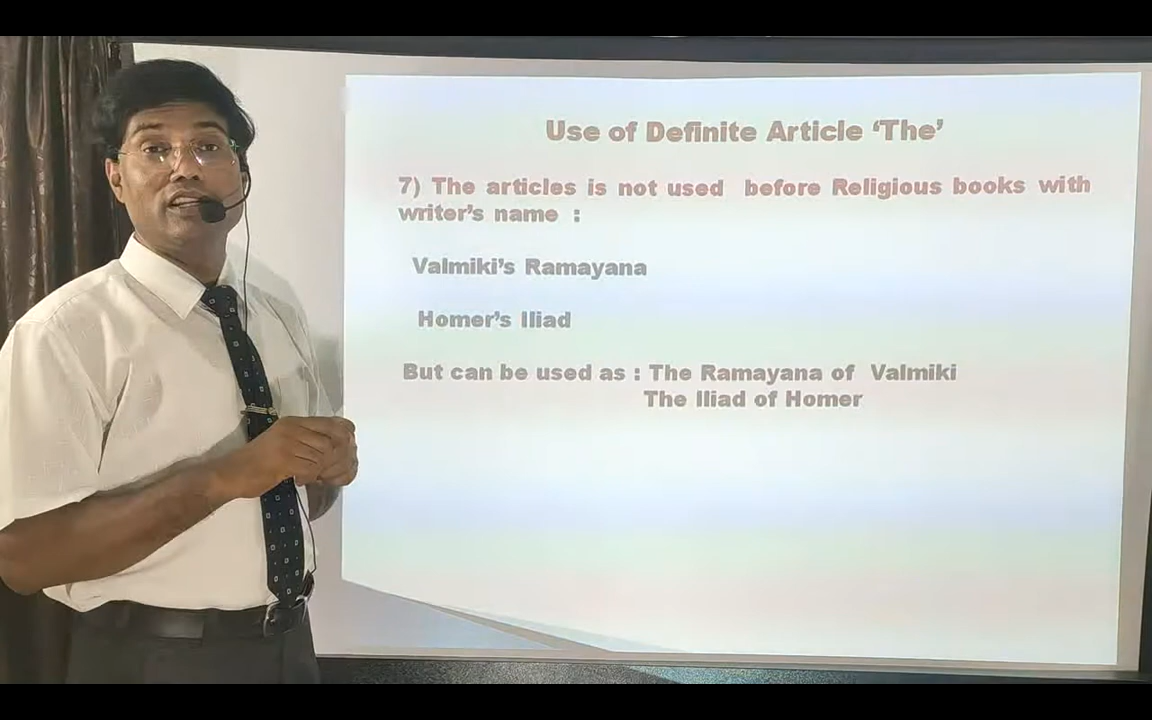 Use of Definite Article ‘The’
7) The articles is not used before Religious books with
writer’s name :
Valmiki’s Ramayana
Homer’s Iliad
But can be used as : The Ramayana of Valmiki
The Iliad of Homer